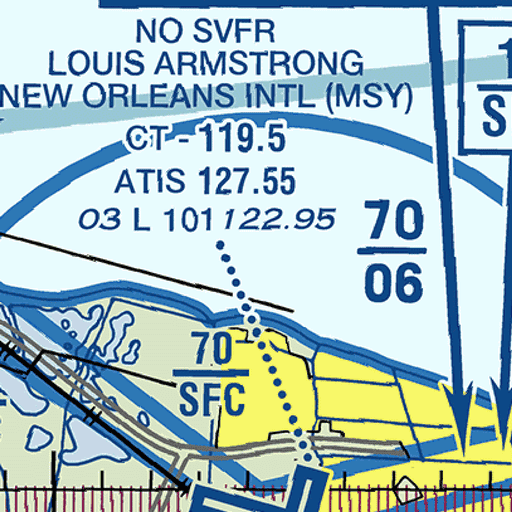 NO SVFR
LOUIS ARMSTRONG
NEW ORLEANS INTL (MSY)
CT - 119.5
ATIS 127.55
03 L 101 122.95
70
06
70
SFC
1
S